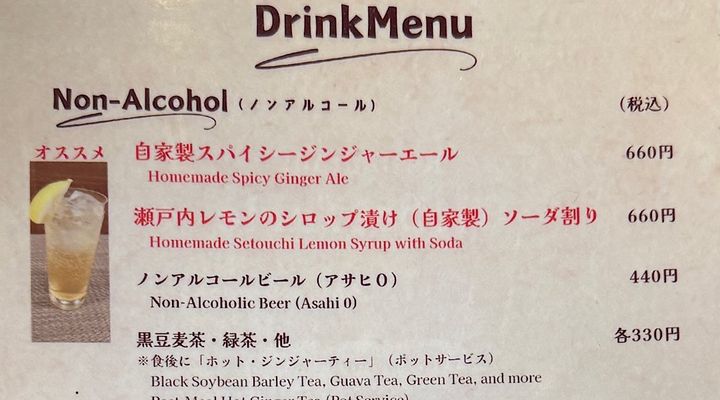 DrinkMenu
Non-Alcohol (ノンアルコール) (税込)
オススメ
自家製スパイシージンジャーエール 660円
Homemade Spicy Ginger Ale
瀬戸内レモンのシロップ漬け（自家製）ソーダ割り 660円
Homemade Setouchi Lemon Syrup with Soda
ノンアルコールビール（アサヒ０） 440円
Non-Alcoholic Beer (Asahi 0)
黒豆麦茶・緑茶・他 各330円
※食後に「ホット・ジンジャーティー」（ポットサービス）
Black Soybean Barley Tea, Guava Tea, Green Tea, and more
Post-Meal Hot Ginger Tea (Pot Service)